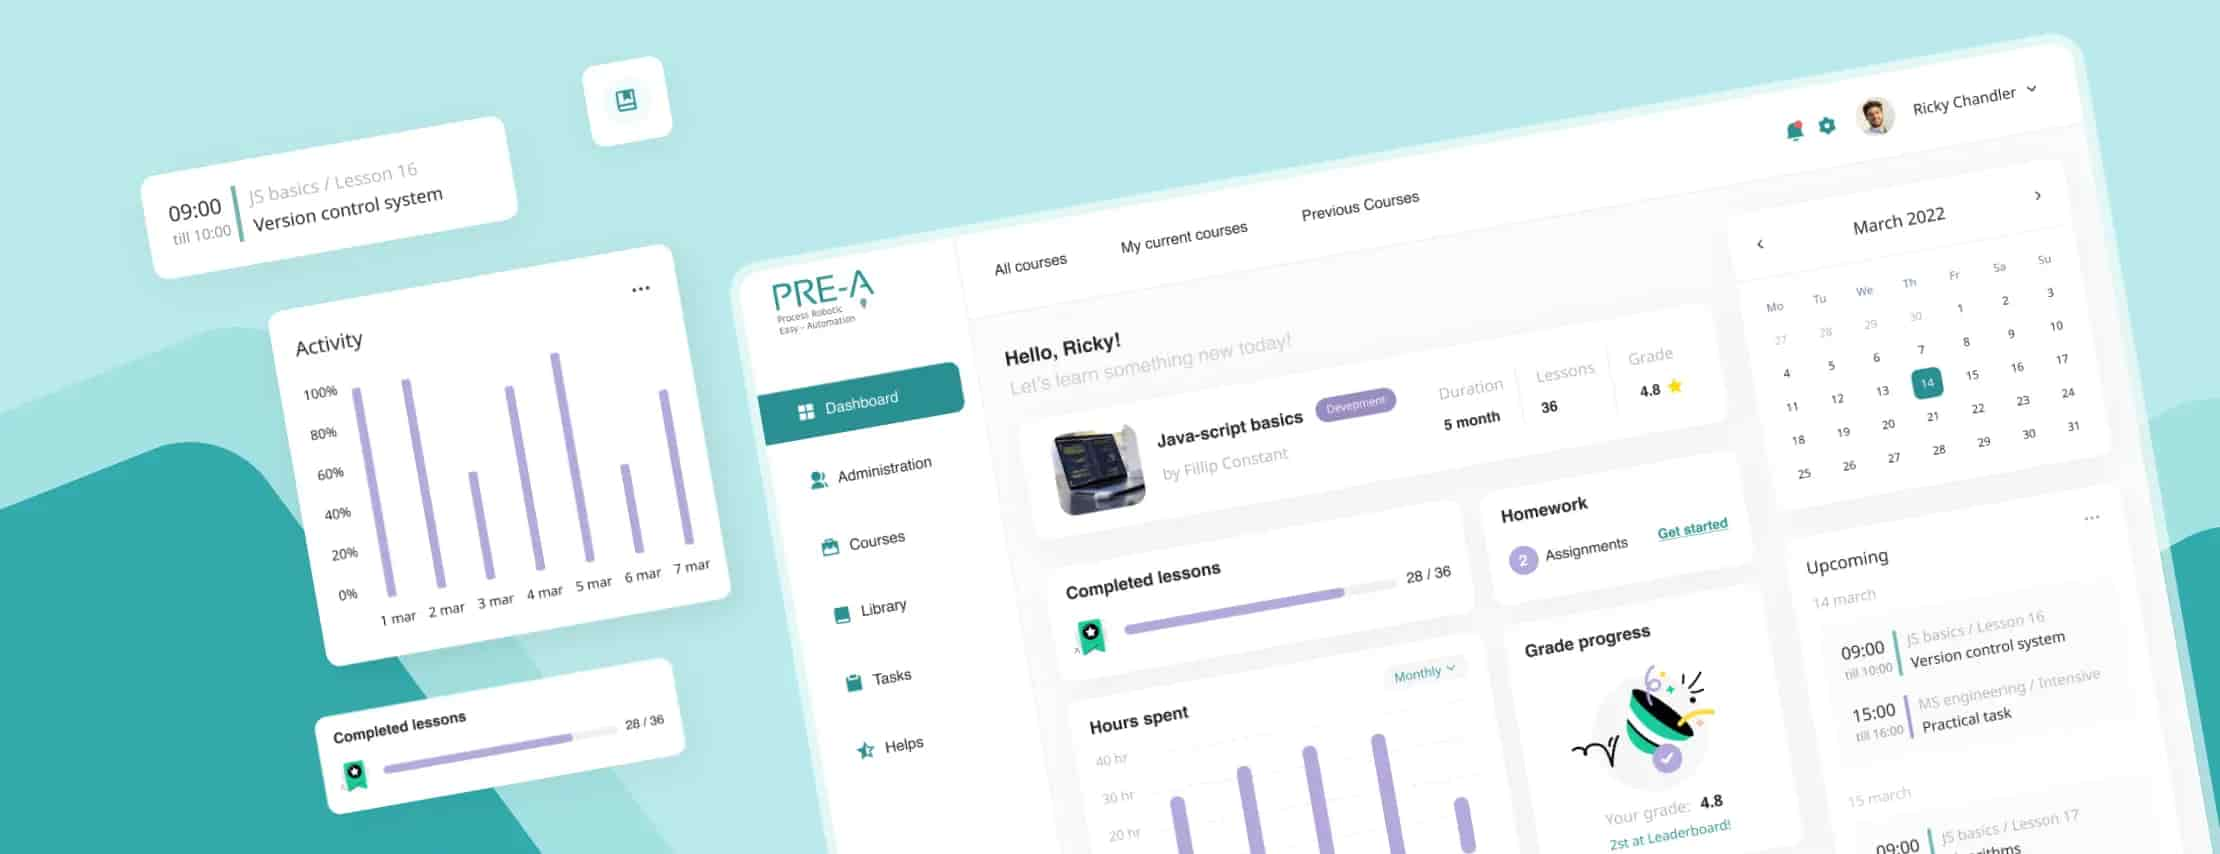 09:00
till 10:00
JS basics / Lesson 16
Version control system
Activity
100%
80%
60%
40%
20%
0%
1 mar 2 mar 3 mar 4 mar 5 mar 6 mar 7 mar
Completed lessons
28 / 36
PRE-A
Process Robotic
Easy - Automation
Dashboard
Administration
Courses
Library
Tasks
Helps
All courses My current courses Previous Courses
Ricky Chandler
Hello, Ricky!
Let's learn something new today!
Java-script basics
Devepment
by Fillip Constant
Duration
5 month
Lessons
36
Grade
4.8
Completed lessons
28 / 36
Homework
2 Assignments
Get started
Hours spent
Monthly
40 hr
30 hr
20 hr
Grade progress
Your grade: 4.8
2st at Leaderboard!
March 2022
Mo Tu We Th Fr Sa Su
27 28 29 30 1 2 3
4 5 6 7 8 9 10
11 12 13 14 15 16 17
18 19 20 21 22 23 24
25 26 27 28 29 30 31
Upcoming
14 march
09:00
till 10:00
JS basics / Lesson 16
Version control system
15:00
till 16:00
MS engineering / Intensive
Practical task
15 march
09:00
JS basics / Lesson 17